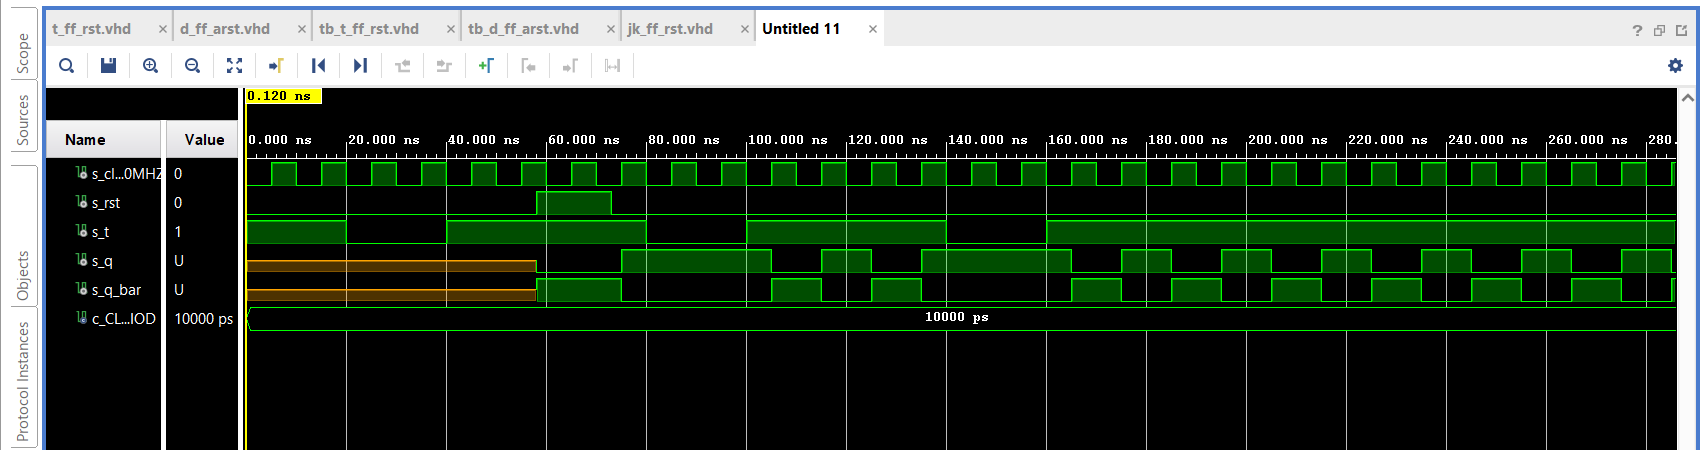 t_ff_rst.vhd × d_ff_arst.vhd × tb_t_ff_rst.vhd × tb_d_ff_arst.vhd × jk_ff_rst.vhd × Untitled 11 ×
?
Scope
Sources
Objects
Protocol Instances
0.120 ns
Name Value
0.000 ns 20.000 ns 40.000 ns 60.000 ns 80.000 ns 100.000 ns 120.000 ns 140.000 ns 160.000 ns 180.000 ns 200.000 ns 220.000 ns 240.000 ns 260.000 ns 280.
s_cl...0MHZ 0
s_rst 0
s_t 1
s_q U
s_q_bar U
c_CL...IOD 10000 ps 10000 ps